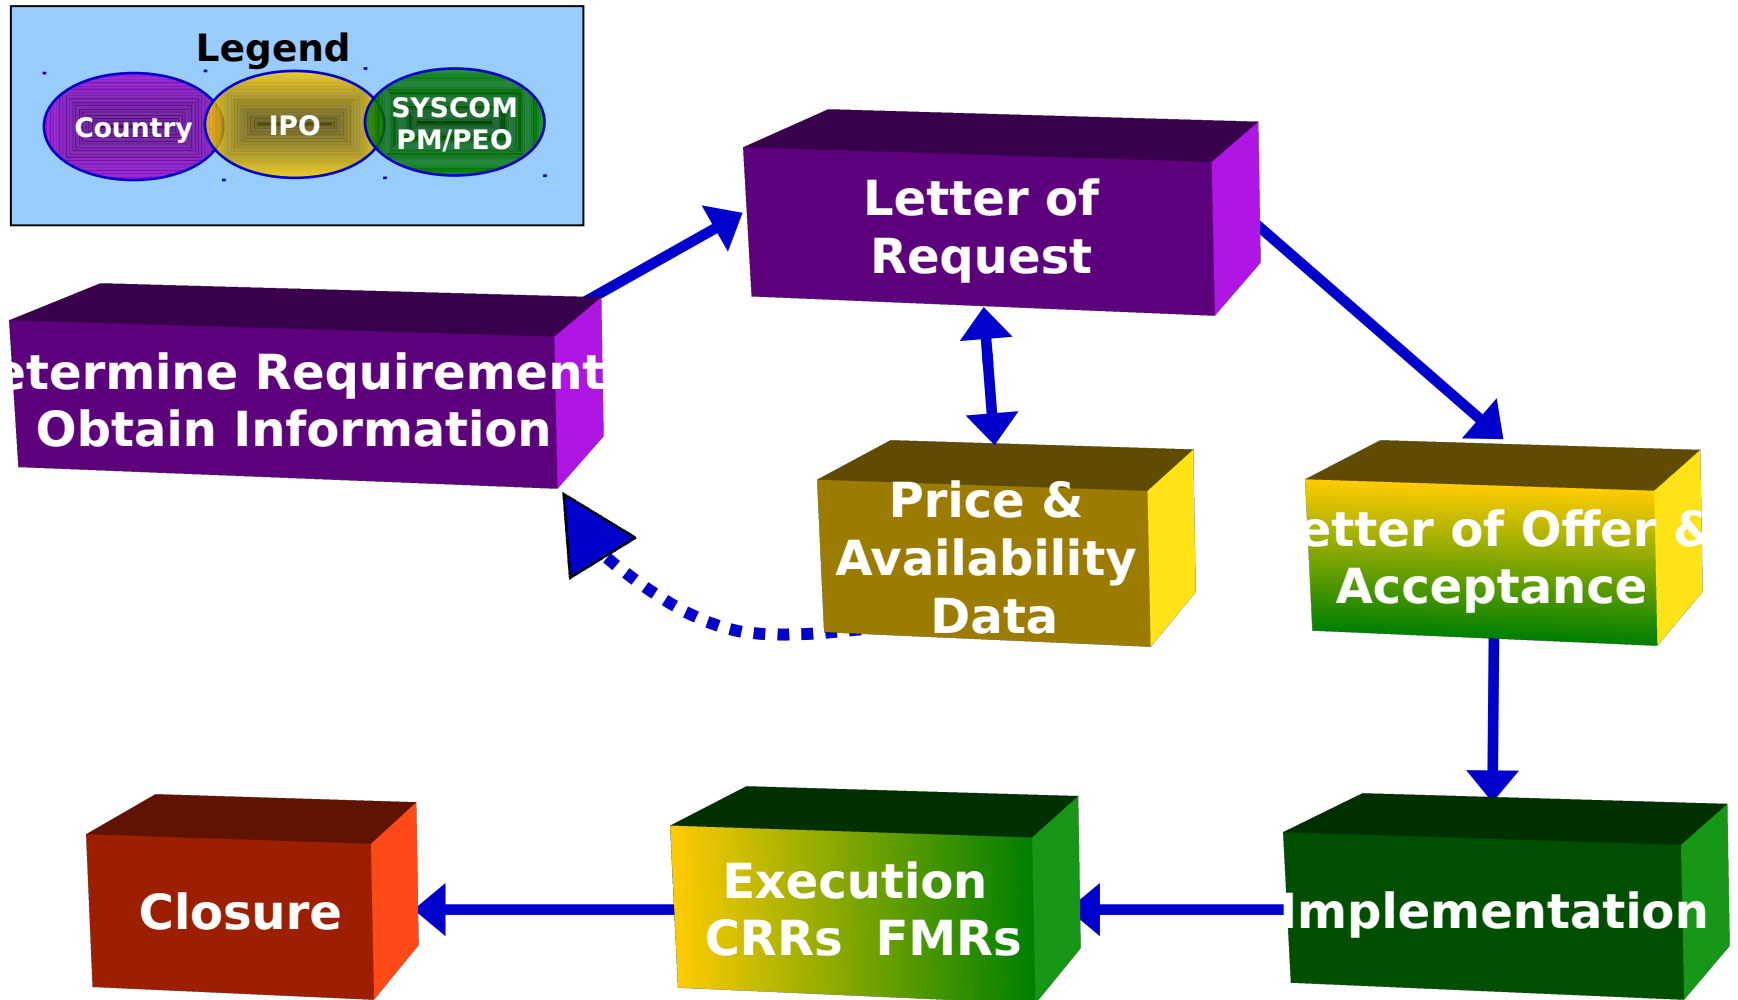 Legend
Country
IPO
SYSCOM
PM/PEO
Letter of
Request
etermine Requirement
Obtain Information
Price &
Availability
Data
etter of Offer &
Acceptance
Execution
CRRs FMRs
Closure
Implementation